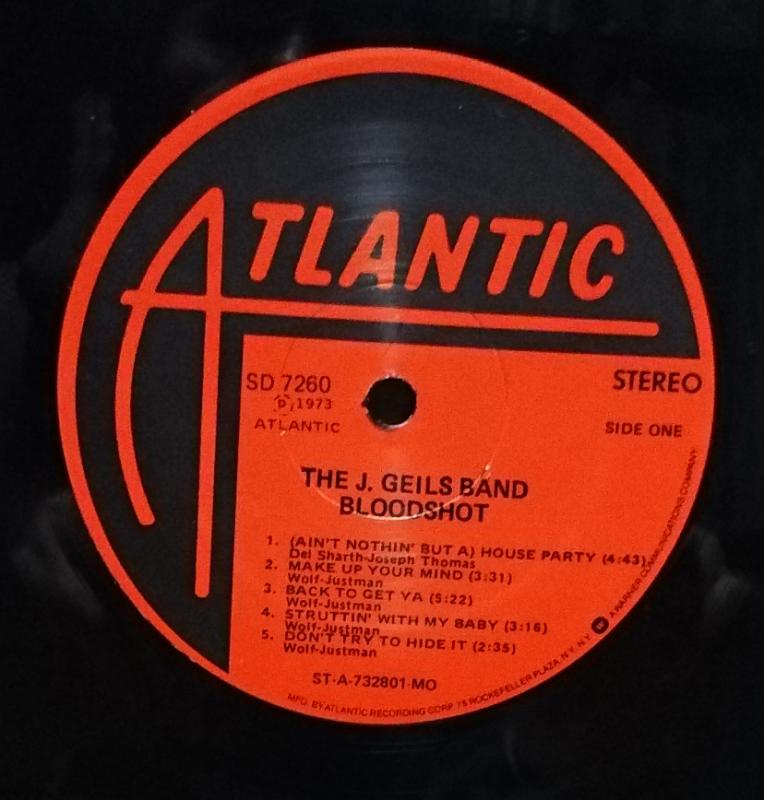 ATLANTIC
SD 7260
STEREO
℗ 1973
ATLANTIC
SIDE ONE
THE J. GEILS BAND
BLOODSHOT
1. (AIN'T NOTHIN' BUT A) HOUSE PARTY (4:43)
Del Sharth-Joseph Thomas
2. MAKE UP YOUR MIND (3:31)
Wolf-Justman
3. BACK TO GET YA (5:22)
Wolf-Justman
4. STRUTTIN' WITH MY BABY (3:16)
Wolf-Justman
5. DON'T TRY TO HIDE IT (2:35)
Wolf-Justman
ST-A-732801-MO
MFD. BY ATLANTIC RECORDING CORP. 75 ROCKEFELLER PLAZA, N.Y. N.Y. A WARNER COMMUNICATIONS COMPANY